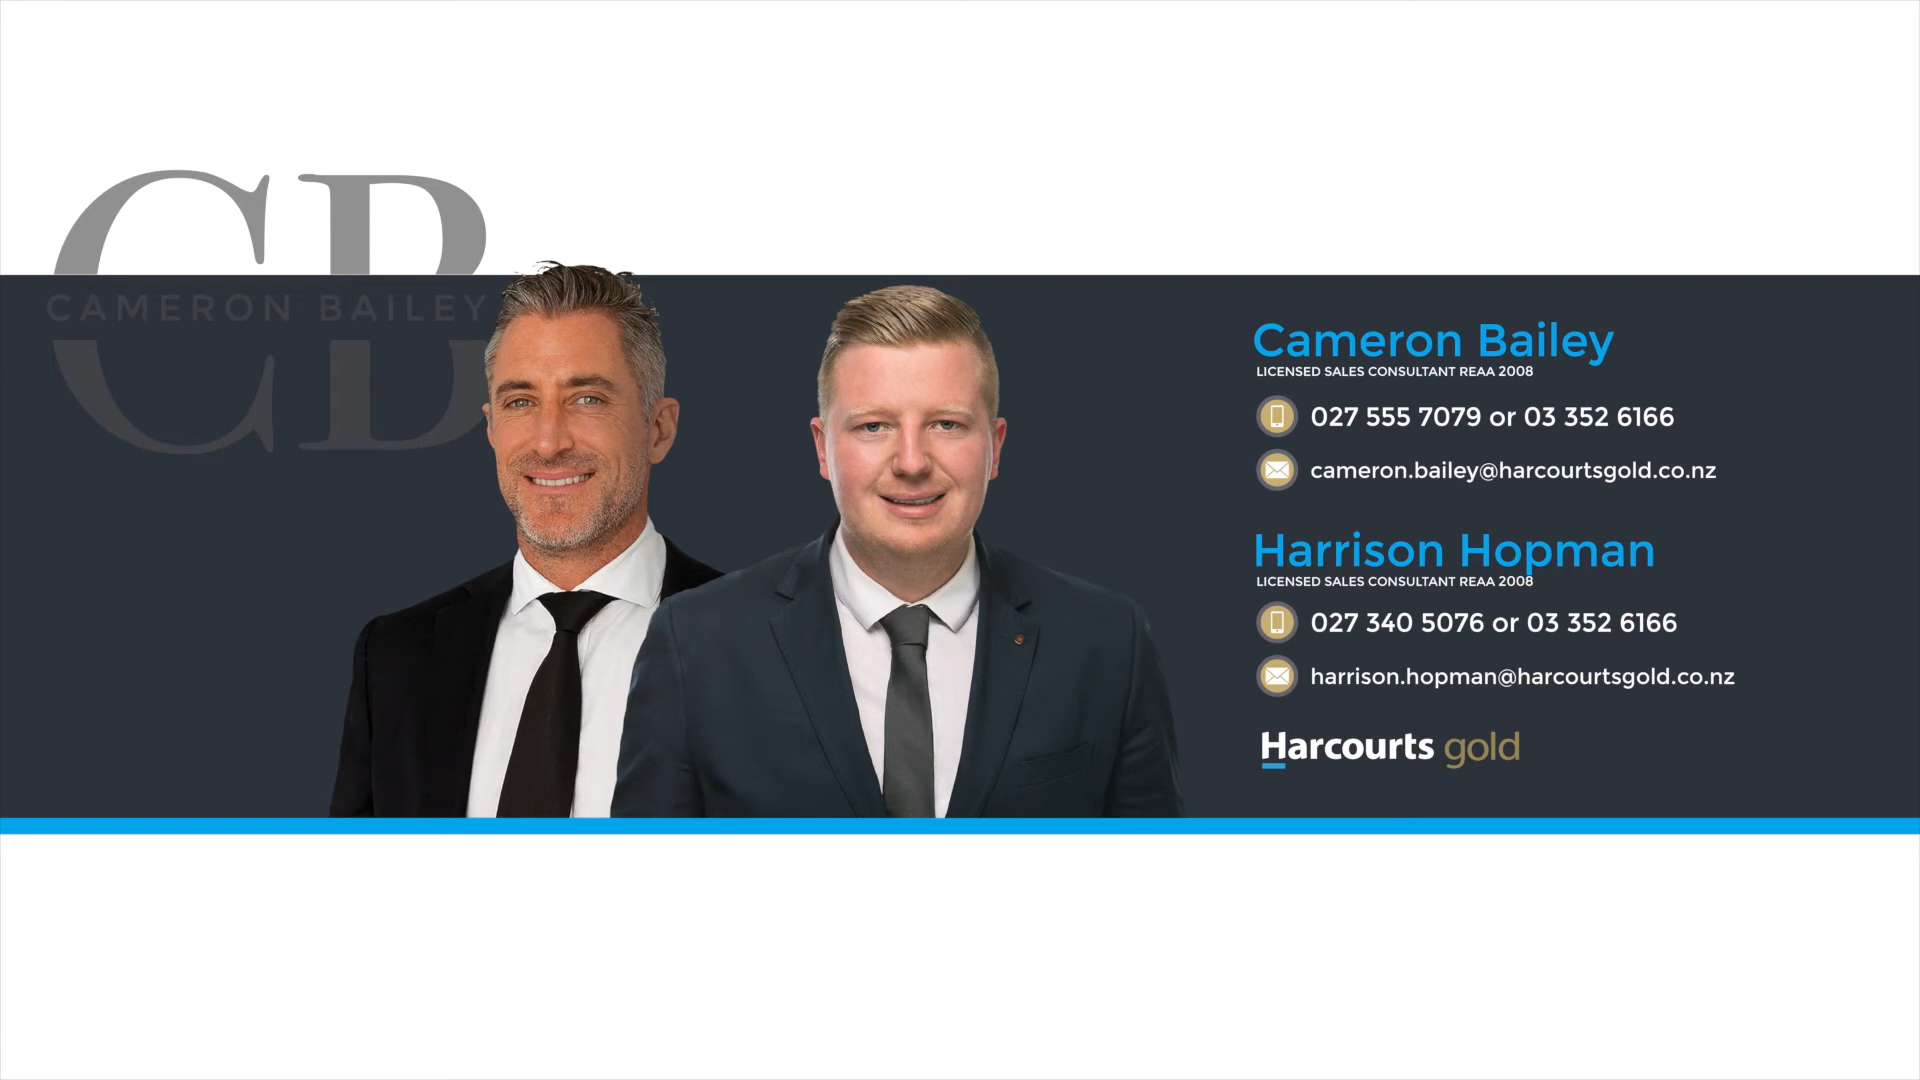 CB
CAMERON BAILEY
Cameron Bailey
LICENSED SALES CONSULTANT REAA 2008
027 555 7079 or 03 352 6166
cameron.bailey@harcourtsgold.co.nz
Harrison Hopman
LICENSED SALES CONSULTANT REAA 2008
027 340 5076 or 03 352 6166
harrison.hopman@harcourtsgold.co.nz
Harcourts gold